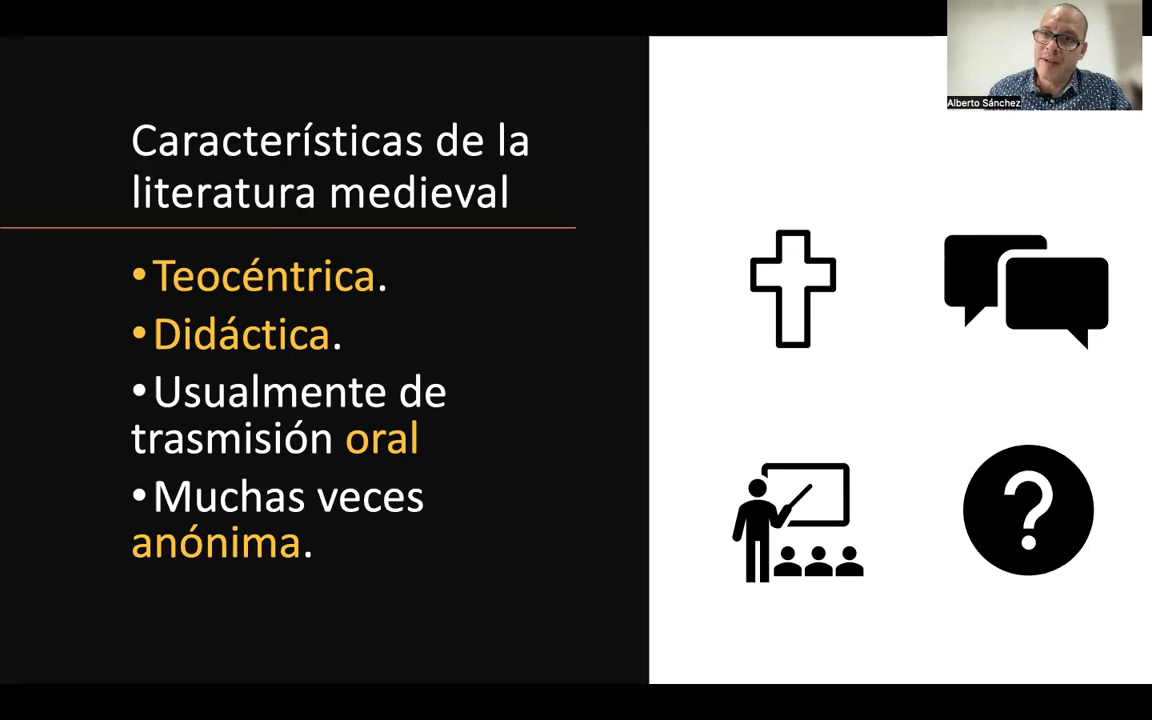 Características de la
literatura medieval
•Teocéntrica.
•Didáctica.
•Usualmente de
trasmisión oral
•Muchas veces
anónima.
Alberto Sánchez
?